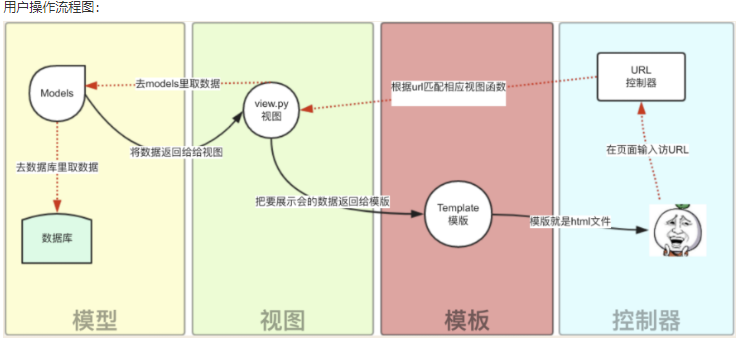 用户操作流程图:
去models里取数据
根据url匹配相应视图函数
URL
控制器
Models
view.py
视图
将数据返回给给视图
在页面输入访URL
去数据库里取数据
把要展示会的数据返回给模版
Template
模版
模版就是html文件
数据库
模型
视图
模板
控制器